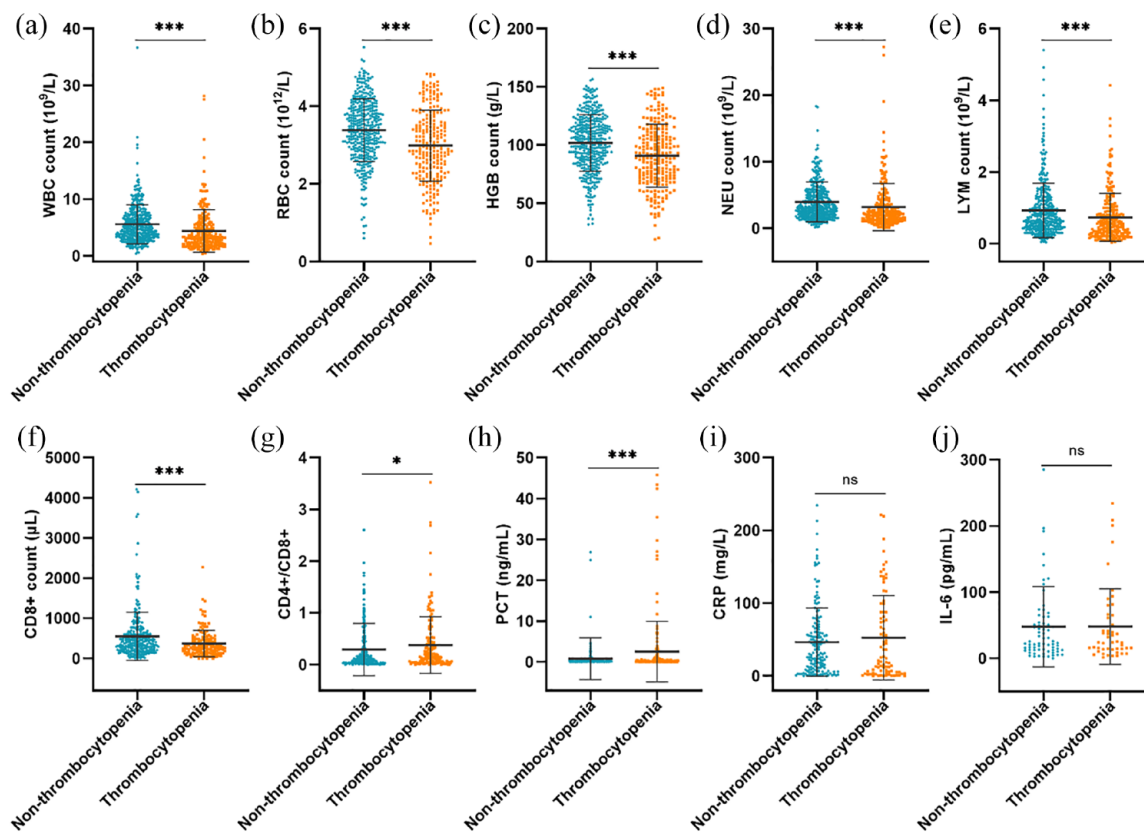 (a)
WBC count (10⁹/L)
40
30
20
10
0
***
Non-thrombocytopenia
Thrombocytopenia
(b)
RBC count (10¹²/L)
6
4
2
0
***
Non-thrombocytopenia
Thrombocytopenia
(c)
HGB count (g/L)
200
150
100
50
0
***
Non-thrombocytopenia
Thrombocytopenia
(d)
NEU count (10⁹/L)
30
20
10
0
***
Non-thrombocytopenia
Thrombocytopenia
(e)
LYM count (10⁹/L)
6
4
2
0
***
Non-thrombocytopenia
Thrombocytopenia
(f)
CD8+ count (μL)
5000
4000
3000
2000
1000
0
***
Non-thrombocytopenia
Thrombocytopenia
(g)
CD4+/CD8+
4
3
2
1
0
*
Non-thrombocytopenia
Thrombocytopenia
(h)
PCT (ng/mL)
50
40
30
20
10
0
***
Non-thrombocytopenia
Thrombocytopenia
(i)
CRP (mg/L)
300
200
100
0
ns
Non-thrombocytopenia
Thrombocytopenia
(j)
IL-6 (pg/mL)
300
200
100
0
ns
Non-thrombocytopenia
Thrombocytopenia